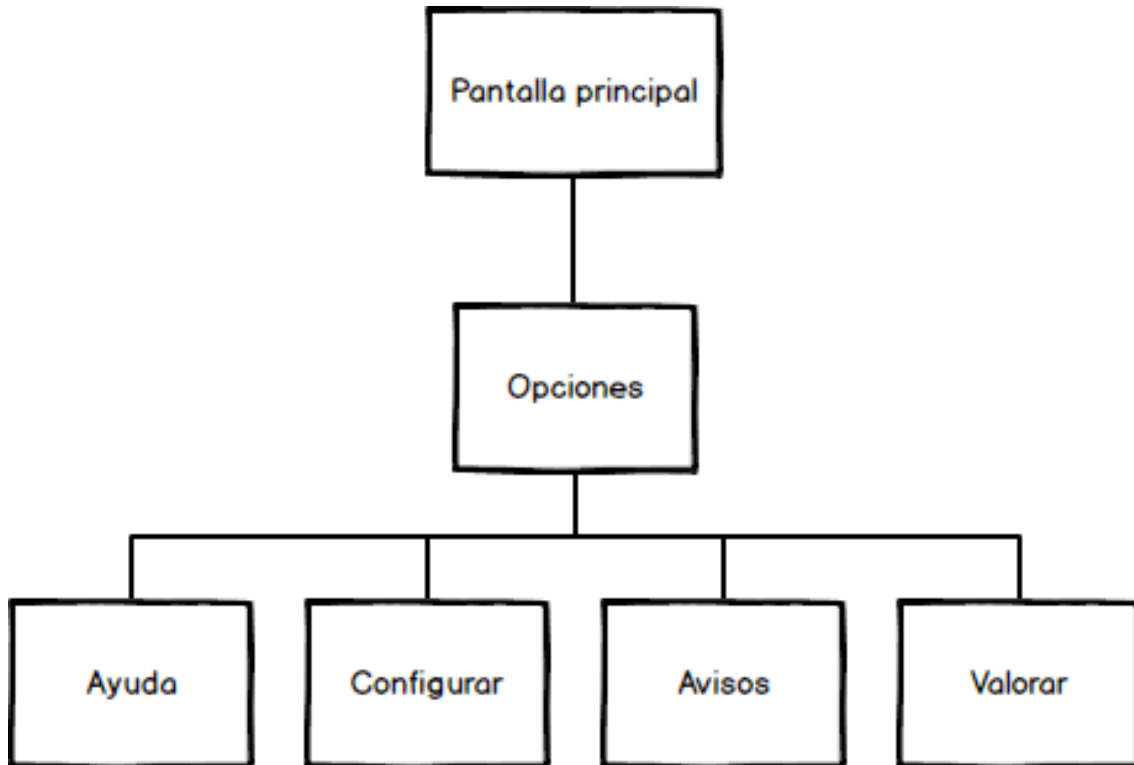 Pantalla principal
Opciones
Ayuda
Configurar
Avisos
Valorar